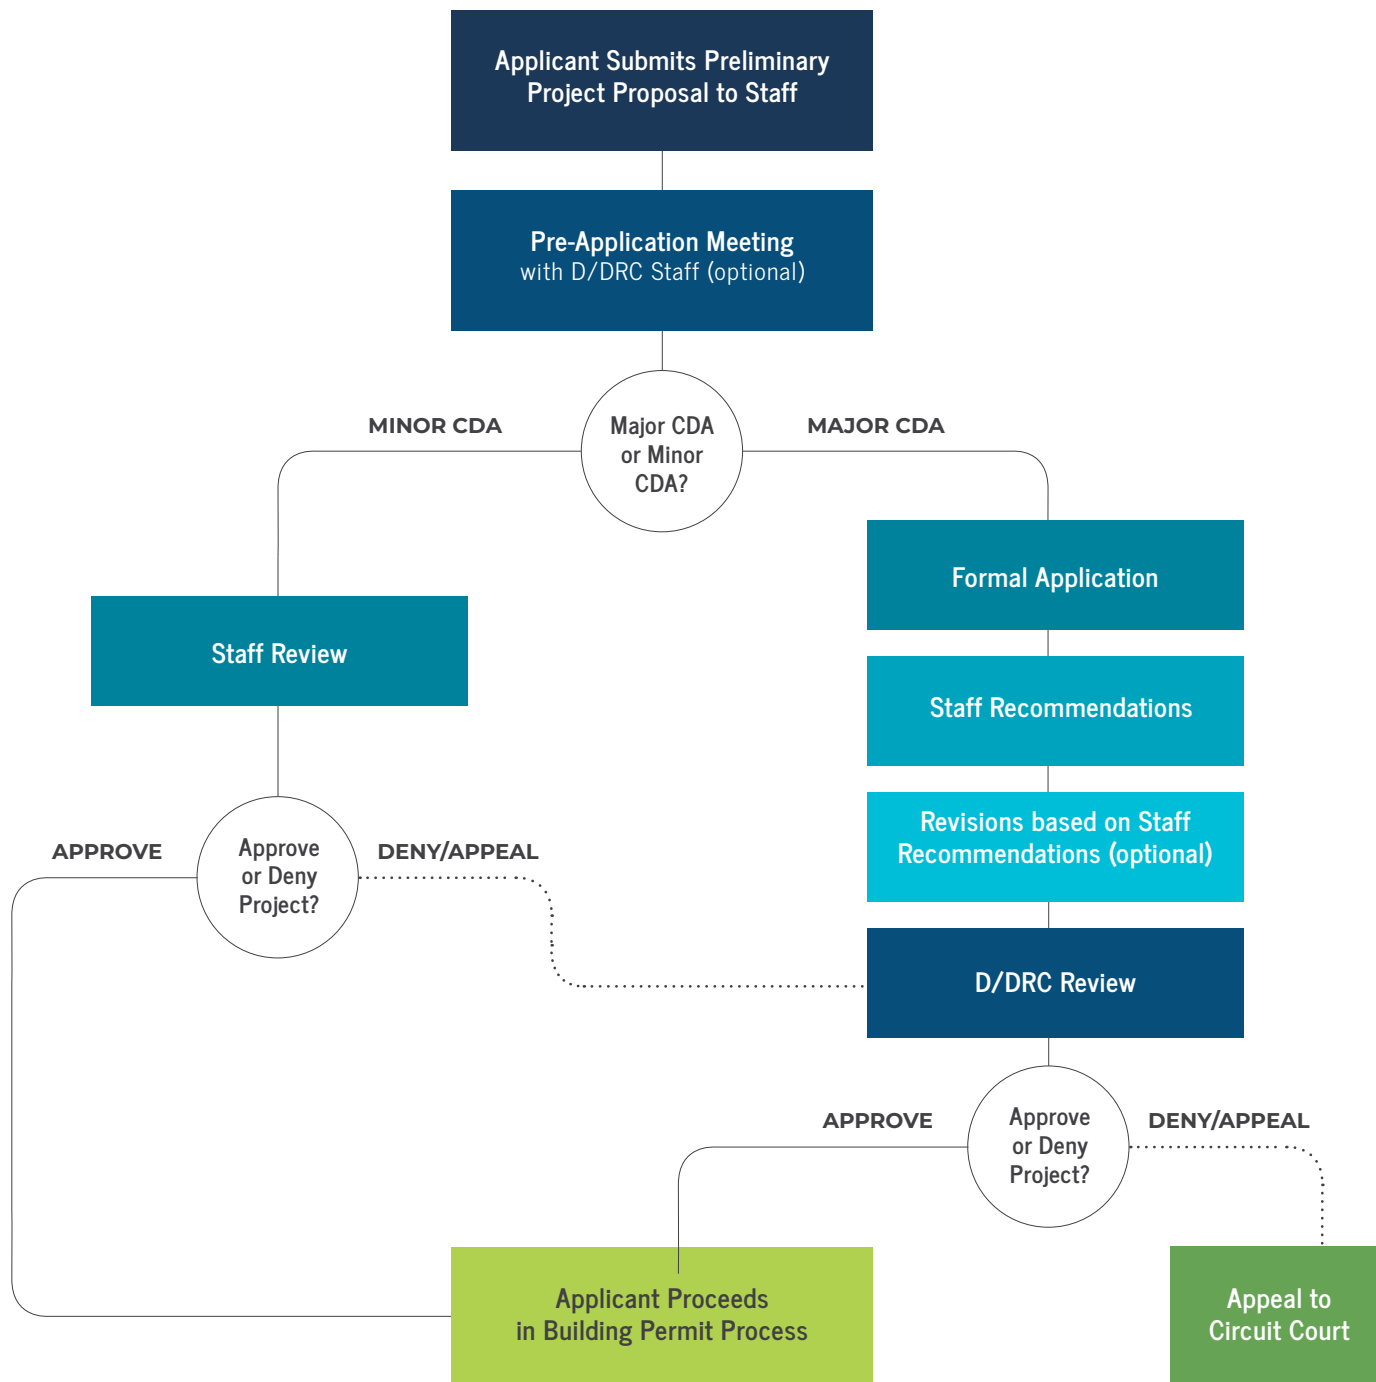 Applicant Submits Preliminary
Project Proposal to Staff
Pre-Application Meeting
with D/DRC Staff (optional)
MINOR CDA
Major CDA
or Minor
CDA?
MAJOR CDA
Formal Application
Staff Review
Staff Recommendations
Revisions based on Staff
Recommendations (optional)
APPROVE
Approve
or Deny
Project?
DENY/APPEAL
D/DRC Review
APPROVE
Approve
or Deny
Project?
DENY/APPEAL
Applicant Proceeds
in Building Permit Process
Appeal to
Circuit Court